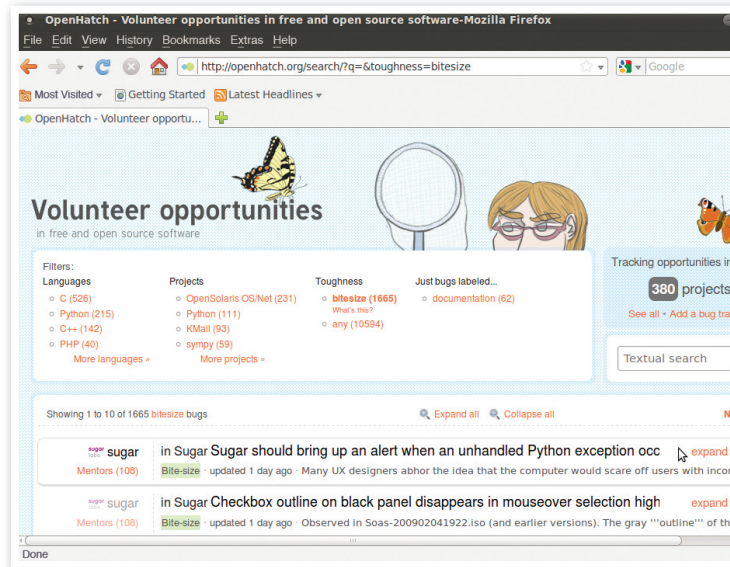 OpenHatch - Volunteer opportunities in free and open source software-Mozilla Firefox
File Edit View History Bookmarks Extras Help
http://openhatch.org/search/?q=&toughness=bitesize
Google
Most Visited Getting Started Latest Headlines
OpenHatch - Volunteer opportu...
Volunteer opportunities
in free and open source software
Filters:
Languages
C (526)
Python (215)
C++ (142)
PHP (40)
More languages »
Projects
OpenSolaris OS/Net (231)
Python (111)
KMail (93)
sympy (59)
More projects »
Toughness
bitesize (1665)
What's this?
any (10594)
Just bugs labeled...
documentation (62)
Tracking opportunities in
380 projects
See all • Add a bug tra
Textual search
Showing 1 to 10 of 1665 bitesize bugs
Expand all Collapse all
N
sugar labs sugar
Mentors (108)
in Sugar Sugar should bring up an alert when an unhandled Python exception occ
expand
Bite-size · updated 1 day ago · Many UX designers abhor the idea that the computer would scare off users with incor
sugar labs sugar
Mentors (108)
in Sugar Checkbox outline on black panel disappears in mouseover selection high
expand
Bite-size · updated 1 day ago · Observed in Soas-200902041922.iso (and earlier versions). The gray '''outline''' of th
Done